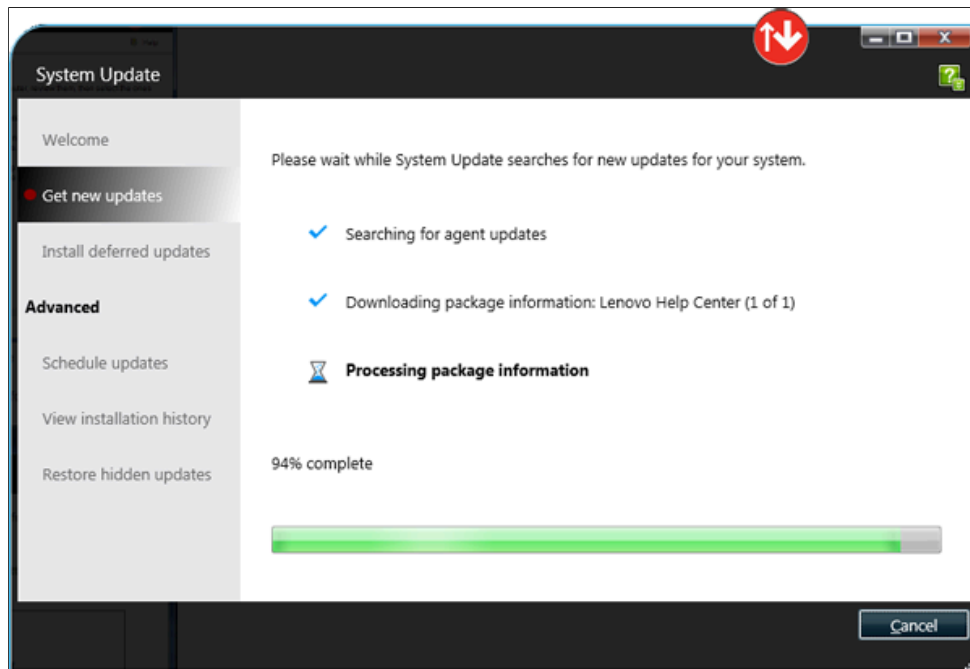 Help
System Update
Welcome
Get new updates
Install deferred updates
Advanced
Schedule updates
View installation history
Restore hidden updates
Please wait while System Update searches for new updates for your system.
Searching for agent updates
Downloading package information: Lenovo Help Center (1 of 1)
Processing package information
94% complete
Cancel